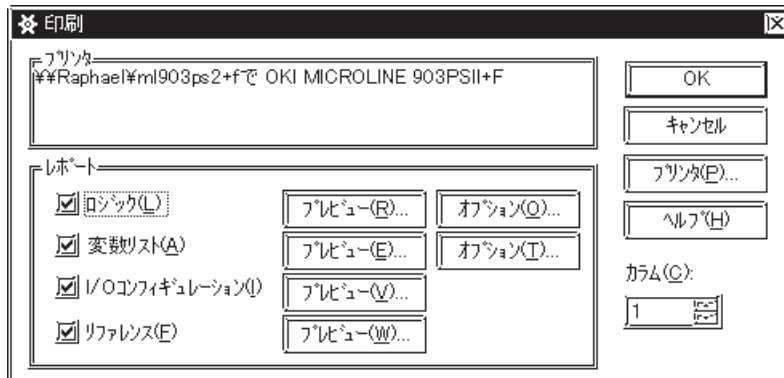 印刷
ﾌﾟﾘﾝﾀ
¥¥Raphael¥ml903ps2+fで OKI MICROLINE 903PSII+F
OK
ｷｬﾝｾﾙ
ﾌﾟﾘﾝﾀ(P)...
ﾍﾙﾌﾟ(H)
ｶﾗﾑ(C):
1
ﾚﾎﾟｰﾄ
ﾛｼﾞｯｸ(L) ﾌﾟﾚﾋﾞｭｰ(R)... ｵﾌﾟｼｮﾝ(O)...
変数ﾘｽﾄ(A) ﾌﾟﾚﾋﾞｭｰ(E)... ｵﾌﾟｼｮﾝ(T)...
I/Oｺﾝﾌｨｷﾞｭﾚｰｼｮﾝ(I) ﾌﾟﾚﾋﾞｭｰ(V)...
ﾘﾌｧﾚﾝｽ(F) ﾌﾟﾚﾋﾞｭｰ(W)...